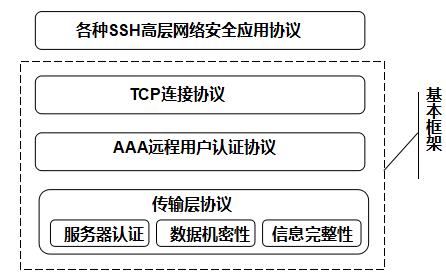 各种SSH高层网络安全应用协议
TCP连接协议
AAA远程用户认证协议
传输层协议
服务器认证
数据机密性
信息完整性
基本框架